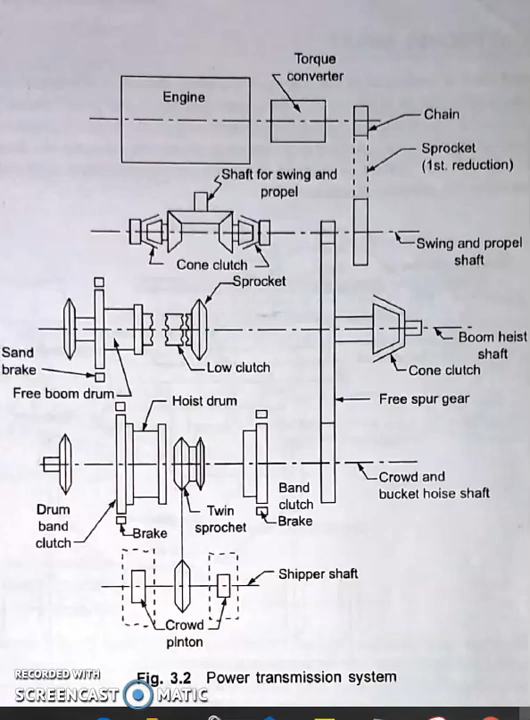 Torque
converter
Engine
Chain
Sprocket
(1st. reduction)
Shaft for swing and
propel
Swing and propel
shaft
Cone clutch
Sprocket
Boom heist
shaft
Sand
brake
Low clutch
Cone clutch
Free boom drum
Hoist drum
Free spur gear
Crowd and
bucket hoise shaft
Drum
band
clutch
Brake
Twin
sprochet
Band
clutch
Brake
Shipper shaft
Crowd
pinton
Fig. 3.2 Power transmission system
RECORDED WITH
SCREENCAST MATIC